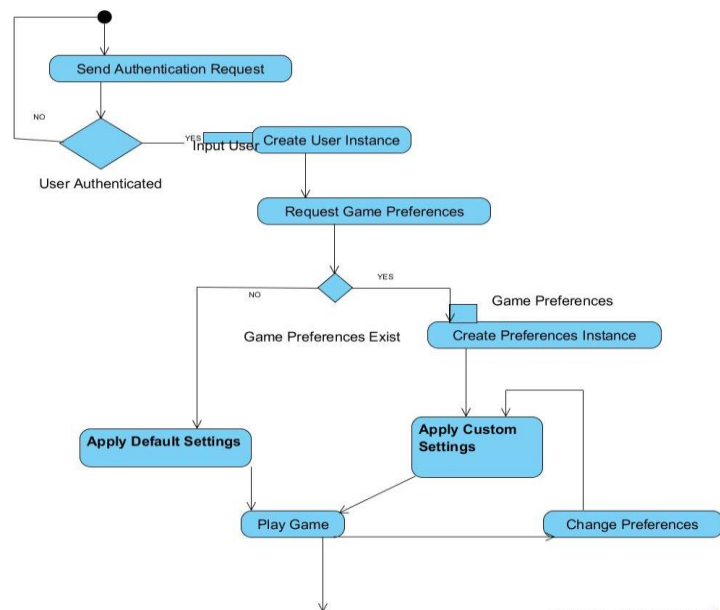 Send Authentication Request
NO
YES
Input User
Create User Instance
User Authenticated
Request Game Preferences
YES
NO
Game Preferences
Game Preferences Exist
Create Preferences Instance
Apply Default Settings
Apply Custom
Settings
Play Game
Change Preferences